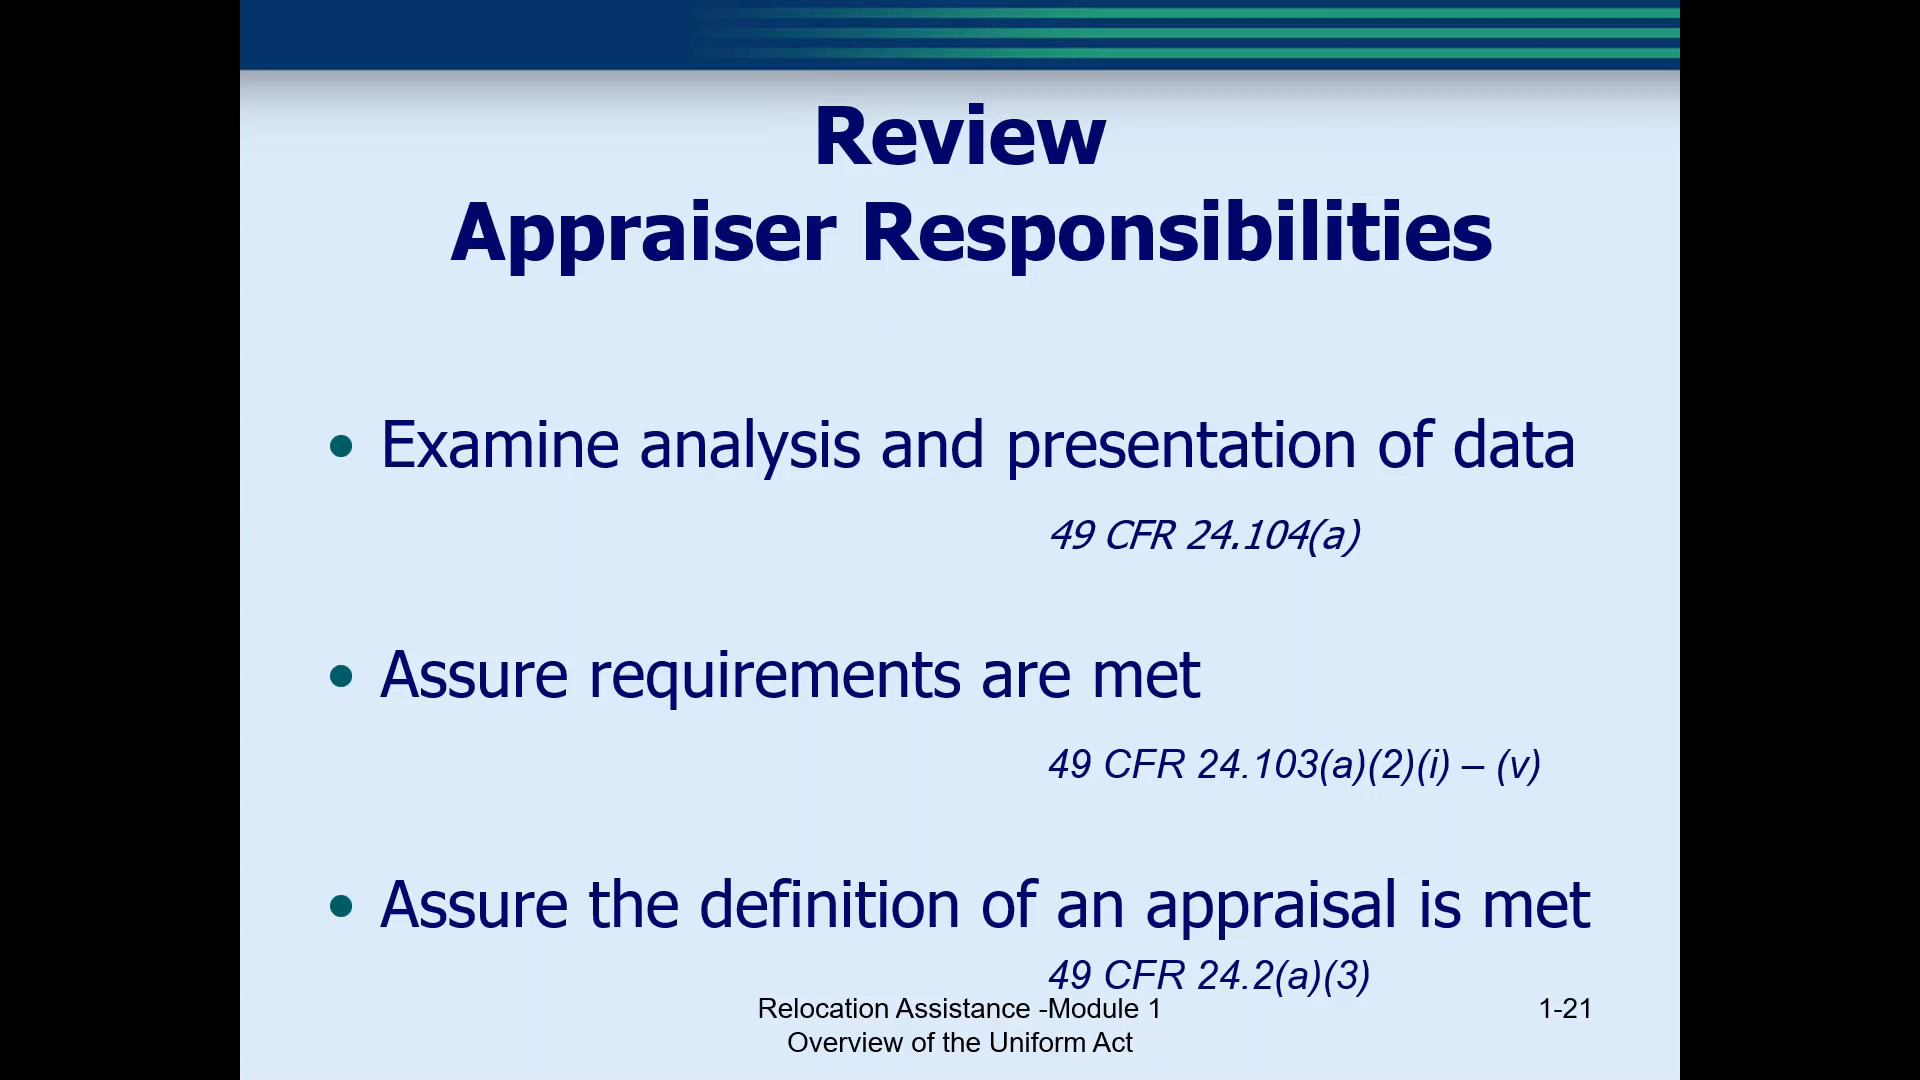 Review
Appraiser Responsibilities
• Examine analysis and presentation of data
49 CFR 24.104(a)
• Assure requirements are met
49 CFR 24.103(a)(2)(i) – (v)
• Assure the definition of an appraisal is met
49 CFR 24.2(a)(3)
Relocation Assistance -Module 1
Overview of the Uniform Act
1-21